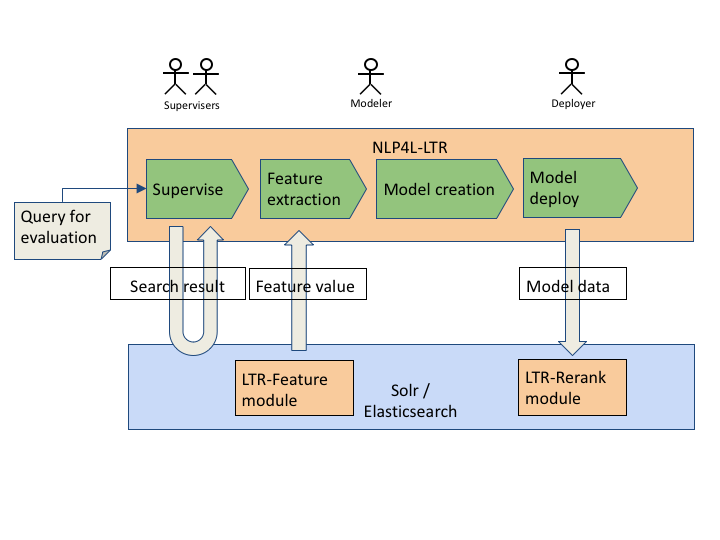 Supervisers
Modeler
Deployer
NLP4L-LTR
Supervise
Feature
extraction
Model creation
Model
deploy
Query for
evaluation
Search result
Feature value
Model data
LTR-Feature
module
Solr /
Elasticsearch
LTR-Rerank
module